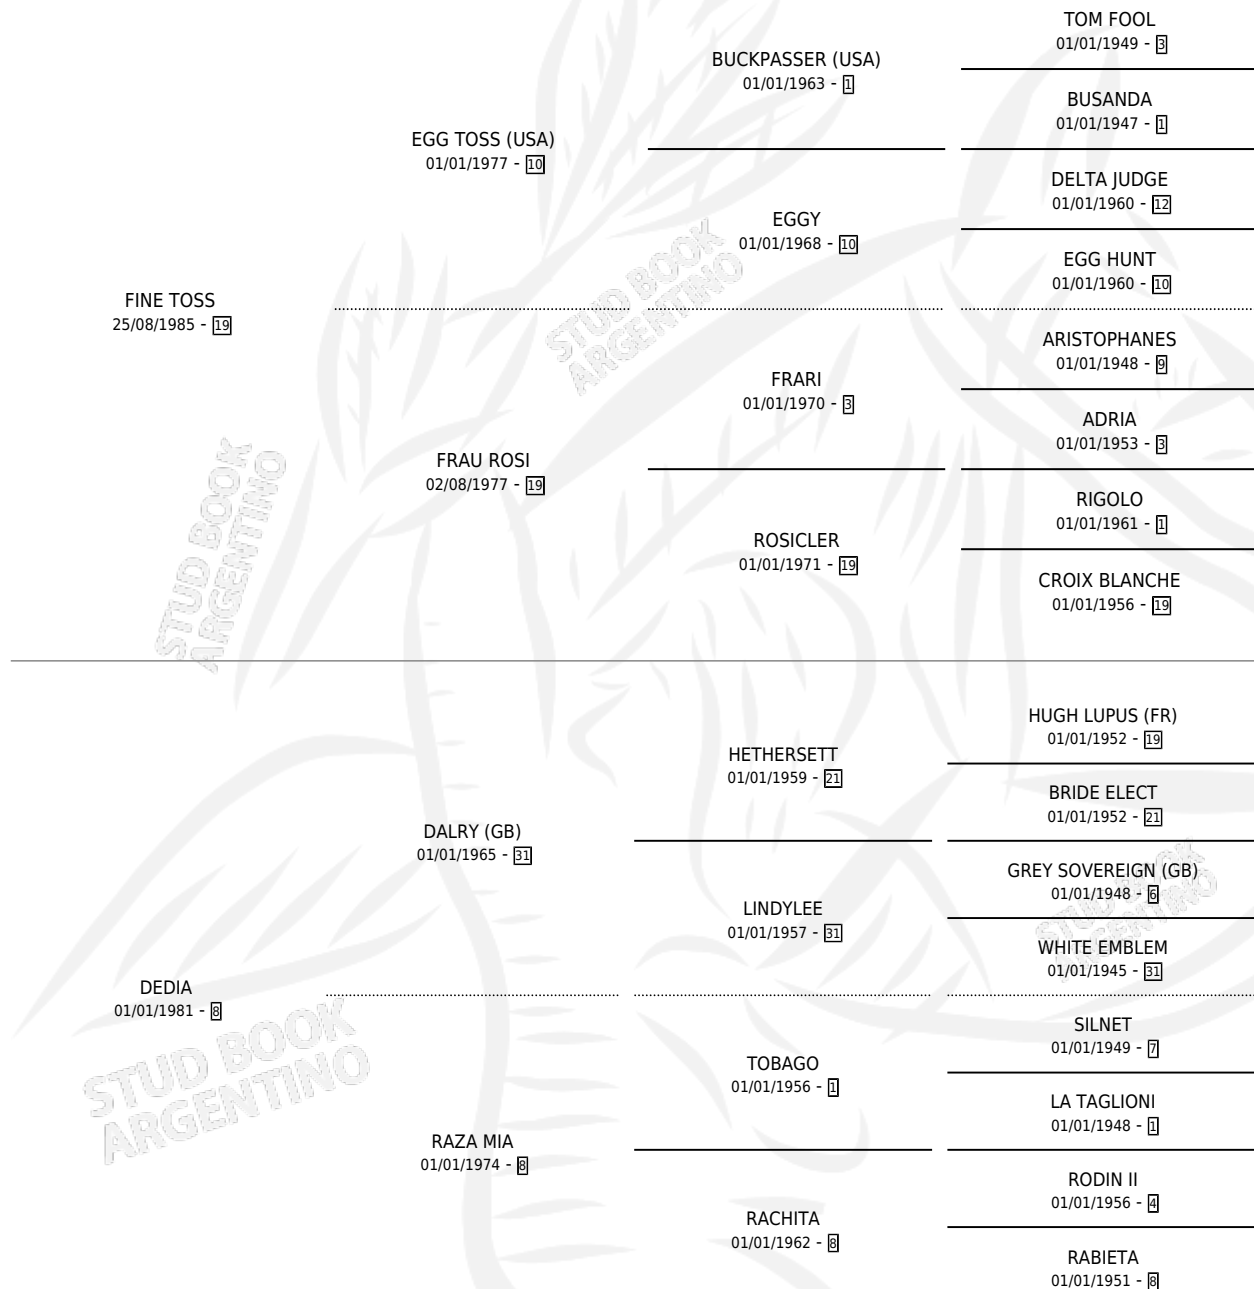 FINE TOSS
25/08/1985 - 19
EGG TOSS (USA)
01/01/1977 - 10
FRAU ROSI
02/08/1977 - 19
BUCKPASSER (USA)
01/01/1963 - 1
EGGY
01/01/1968 - 10
FRARI
01/01/1970 - 3
ROSICLER
01/01/1971 - 19
TOM FOOL
01/01/1949 - 3
BUSANDA
01/01/1947 - 1
DELTA JUDGE
01/01/1960 - 12
EGG HUNT
01/01/1960 - 10
ARISTOPHANES
01/01/1948 - 9
ADRIA
01/01/1953 - 3
RIGOLO
01/01/1961 - 1
CROIX BLANCHE
01/01/1956 - 19
DEDIA
01/01/1981 - 8
DALRY (GB)
01/01/1965 - 31
RAZA MIA
01/01/1974 - 8
HETHERSETT
01/01/1959 - 21
LINDYLEE
01/01/1957 - 31
TOBAGO
01/01/1956 - 1
RACHITA
01/01/1962 - 8
HUGH LUPUS (FR)
01/01/1952 - 19
BRIDE ELECT
01/01/1952 - 21
GREY SOVEREIGN (GB)
01/01/1948 - 6
WHITE EMBLEM
01/01/1945 - 31
SILNET
01/01/1949 - 7
LA TAGLIONI
01/01/1948 - 1
RODIN II
01/01/1956 - 4
RABIETA
01/01/1951 - 8
STUD BOOK
ARGENTINO
STUD BOOK
ARGENTINO
STUD BOOK
ARGENTINO
STUD BOOK
ARGENTINO